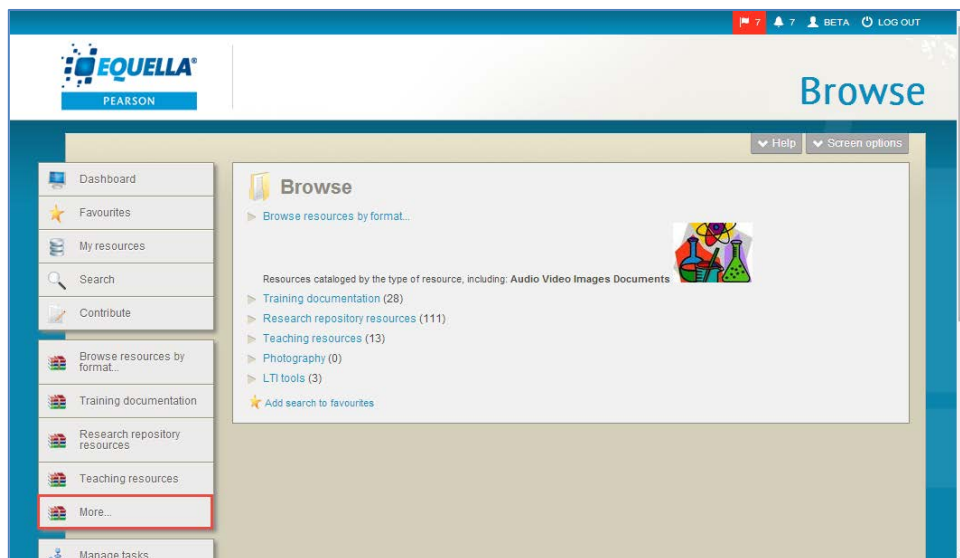 7 7 BETA LOG OUT
EQUELLA®
PEARSON
Browse
Help Screen options
Dashboard
Favourites
My resources
Search
Contribute
Browse resources by
format...
Training documentation
Research repository
resources
Teaching resources
More...
Manage tasks
Browse
Browse resources by format...
Resources cataloged by the type of resource, including: Audio Video Images Documents
Training documentation (28)
Research repository resources (111)
Teaching resources (13)
Photography (0)
LTI tools (3)
Add search to favourites